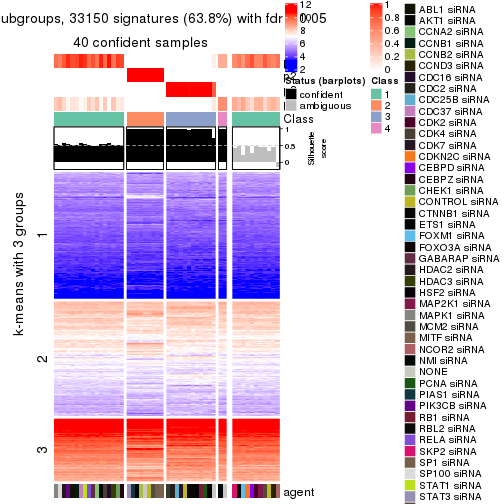 ubgroups, 33150 signatures (63.8%) with fdr 0.05
40 confident samples
12
10
8
6
4
2
1
0.8
0.6
0.4
0.2
0
Status (barplots)
confident
ambiguous
Class
1
2
3
4
Class
1
0.5
0
Silhouette
score
k-means with 3 groups
1
2
3
agent
ABL1 siRNA
AKT1 siRNA
CCNA2 siRNA
CCNB1 siRNA
CCNB2 siRNA
CCND3 siRNA
CDC16 siRNA
CDC2 siRNA
CDC25B siRNA
CDC37 siRNA
CDK2 siRNA
CDK4 siRNA
CDK7 siRNA
CDKN2C siRNA
CEBPD siRNA
CEBPZ siRNA
CHEK1 siRNA
CONTROL siRNA
CTNNB1 siRNA
ETS1 siRNA
FOXM1 siRNA
FOXO3A siRNA
GABARAP siRNA
HDAC2 siRNA
HDAC3 siRNA
HSF2 siRNA
MAP2K1 siRNA
MAPK1 siRNA
MCM2 siRNA
MITF siRNA
NCOR2 siRNA
NMI siRNA
NONE
PCNA siRNA
PIAS1 siRNA
PIK3CB siRNA
RB1 siRNA
RBL2 siRNA
RELA siRNA
SKP2 siRNA
SP1 siRNA
SP100 siRNA
STAT1 siRNA
STAT3 siRNA